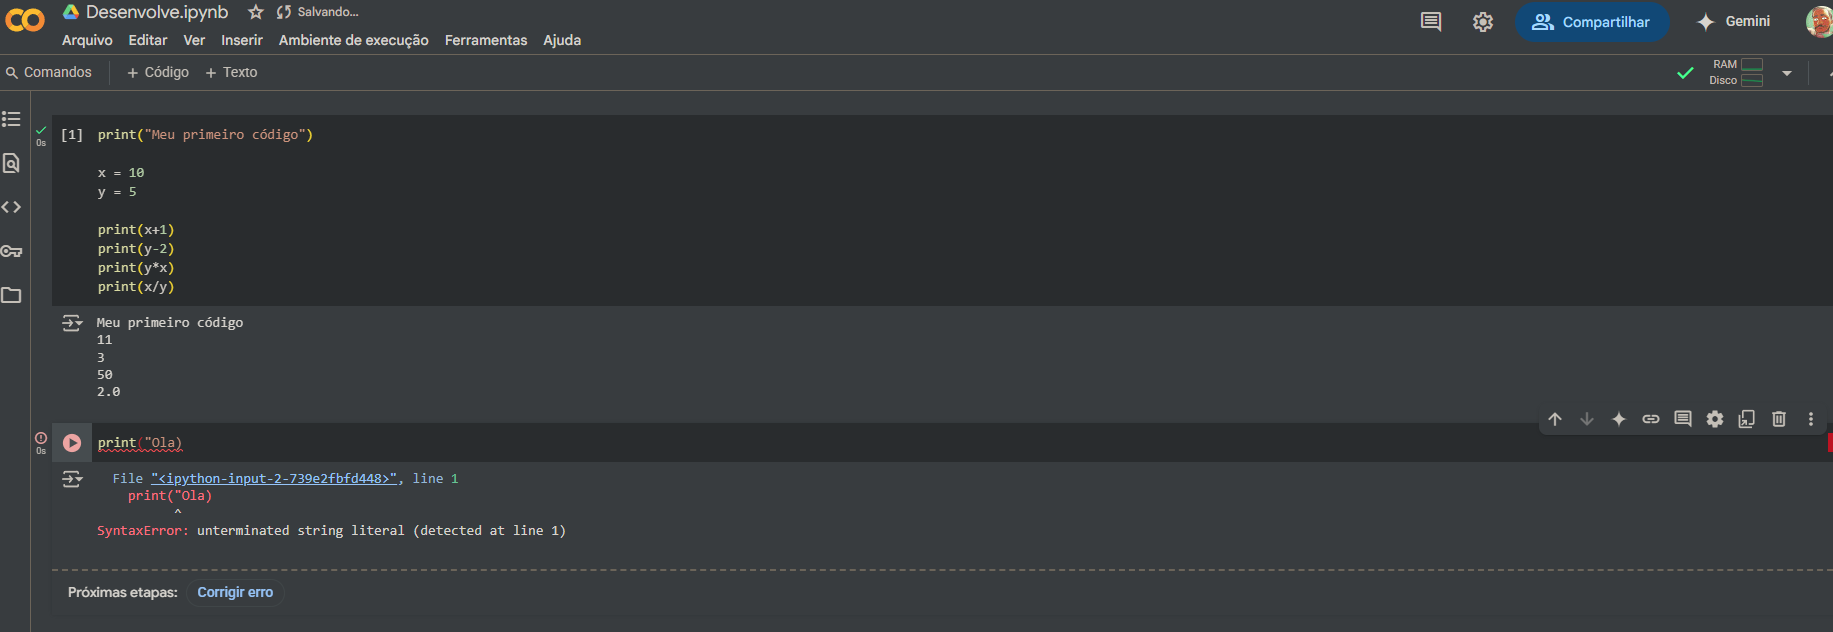 Desenvolve.ipynb Salvando...
Arquivo Editar Ver Inserir Ambiente de execução Ferramentas Ajuda
Compartilhar Gemini
Comandos + Código + Texto
RAM
Disco
0s
[1] print("Meu primeiro código")
x = 10
y = 5
print(x+1)
print(y-2)
print(y*x)
print(x/y)
Meu primeiro código
11
3
50
2.0
0s
print("Ola)
File "<ipython-input-2-739e2fbfd448>", line 1
print("Ola)
^
SyntaxError: unterminated string literal (detected at line 1)
Próximas etapas: Corrigir erro